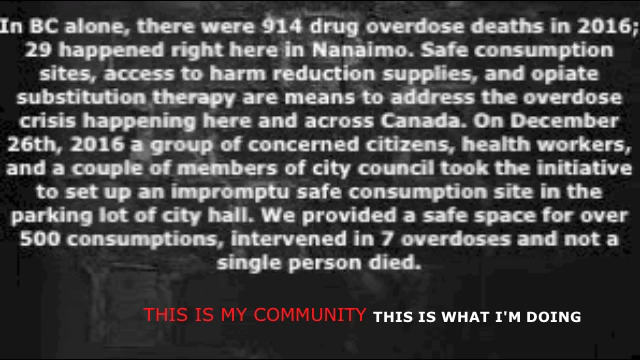 In BC alone, there were 914 drug overdose deaths in 2016;
29 happened right here in Nanaimo. Safe consumption
sites, access to harm reduction supplies, and opiate
substitution therapy are means to address the overdose
crisis happening here and across Canada. On December
26th, 2016 a group of concerned citizens, health workers,
and a couple of members of city council took the initiative
to set up an impromptu safe consumption site in the
parking lot of city hall. We provided a safe space for over
500 consumptions, intervened in 7 overdoses and not a
single person died.
THIS IS MY COMMUNITY THIS IS WHAT I'M DOING